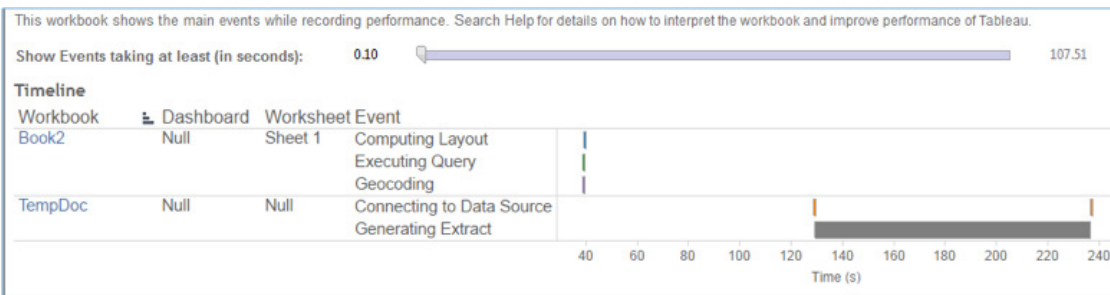 This workbook shows the main events while recording performance. Search Help for details on how to interpret the workbook and improve performance of Tableau.
Show Events taking at least (in seconds): 0.10 107.51
Timeline
Workbook Dashboard Worksheet Event
Book2 Null Sheet 1 Computing Layout
Executing Query
Geocoding
TempDoc Null Null Connecting to Data Source
Generating Extract
40 60 80 100 120 140 160 180 200 220 240
Time (s)